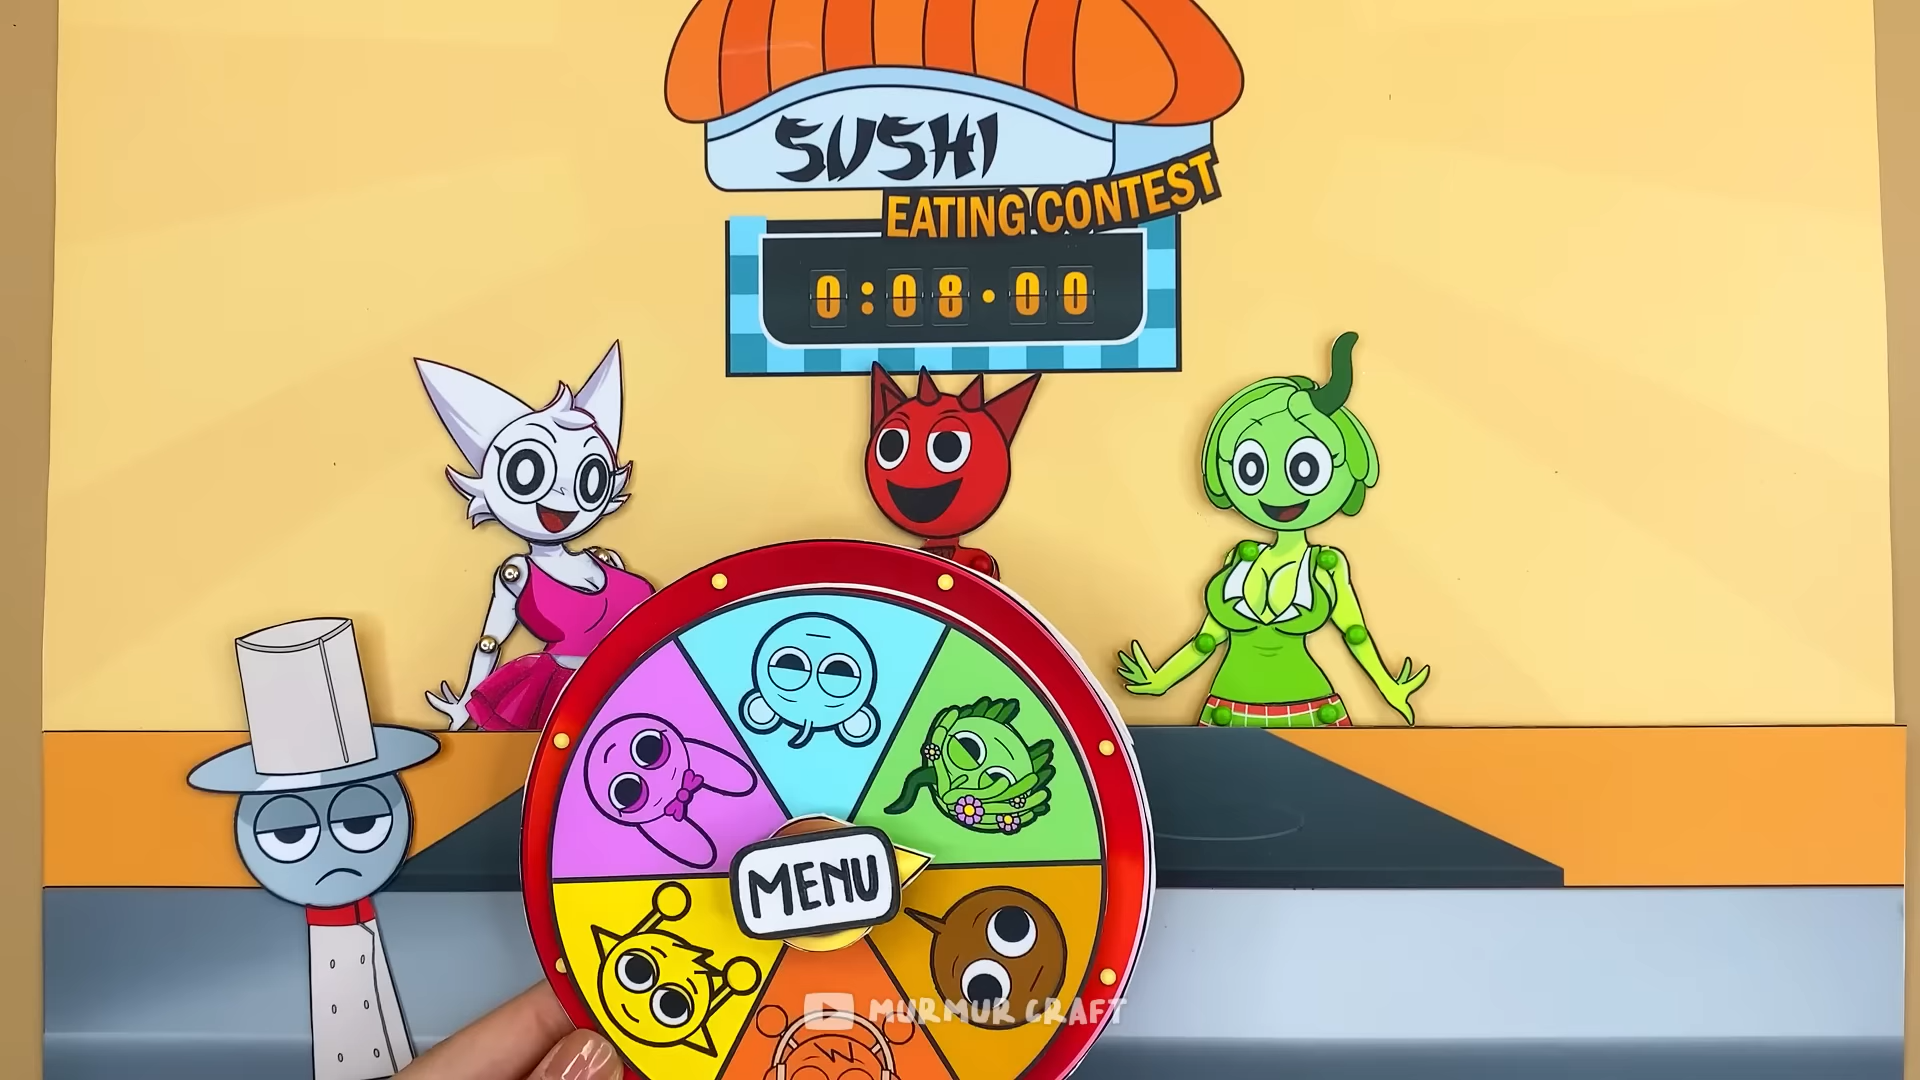 SUSHI
EATING CONTEST
0:08.00
MENU
MURMUR CRAFT